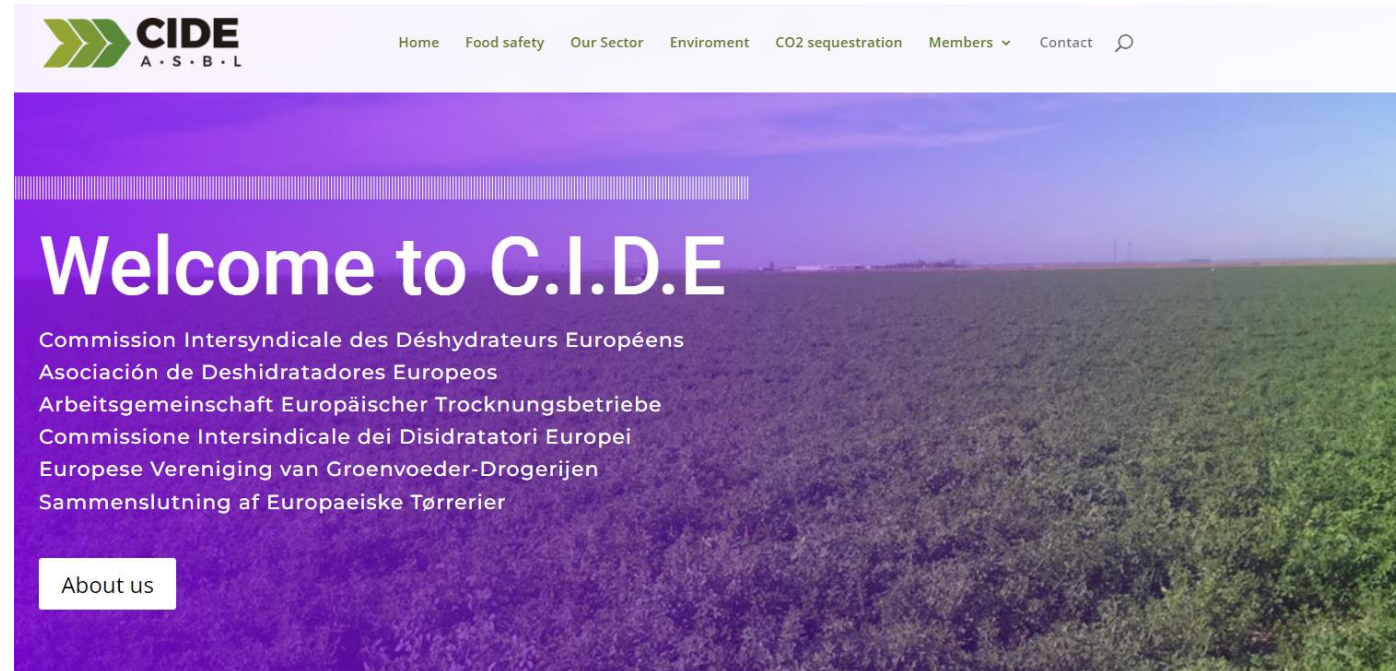 CIDE
A · S · B · L
Home Food safety Our Sector Enviroment CO2 sequestration Members Contact
Welcome to C.I.D.E
Commission Intersyndicale des Déshydrateurs Européens
Asociación de Deshidratadores Europeos
Arbeitsgemeinschaft Europäischer Trocknungsbetriebe
Commissione Intersindicale dei Disidratatori Europei
Europese Vereniging van Groenvoeder-Drogerijen
Sammenslutning af Europaeiske Tørrerier
About us